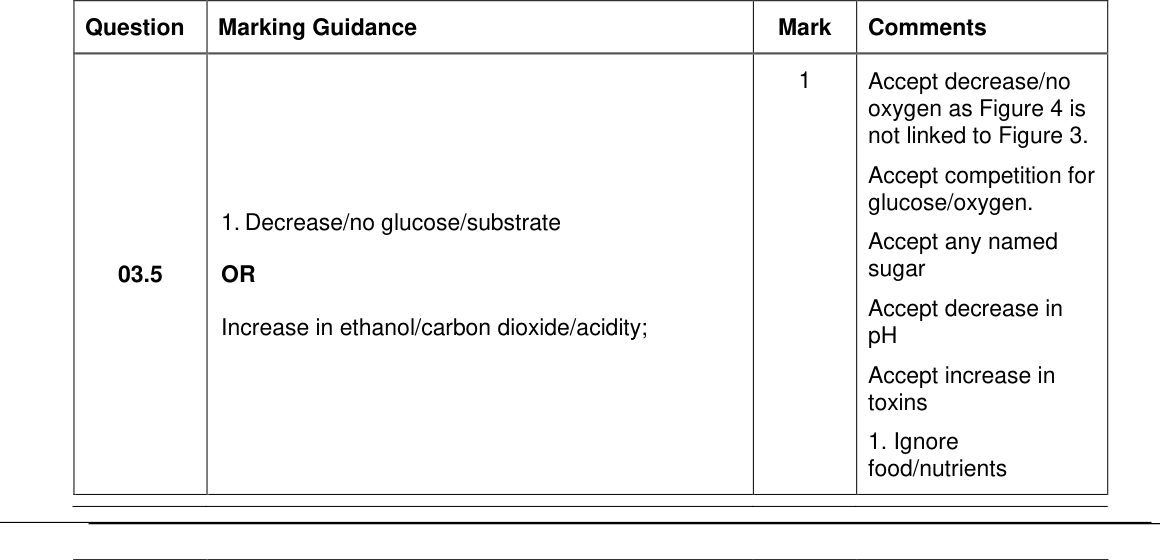 Question Marking Guidance Mark Comments
03.5
1. Decrease/no glucose/substrate
OR
Increase in ethanol/carbon dioxide/acidity;
1
Accept decrease/no
oxygen as Figure 4 is
not linked to Figure 3.
Accept competition for
glucose/oxygen.
Accept any named
sugar
Accept decrease in
pH
Accept increase in
toxins
1. Ignore
food/nutrients